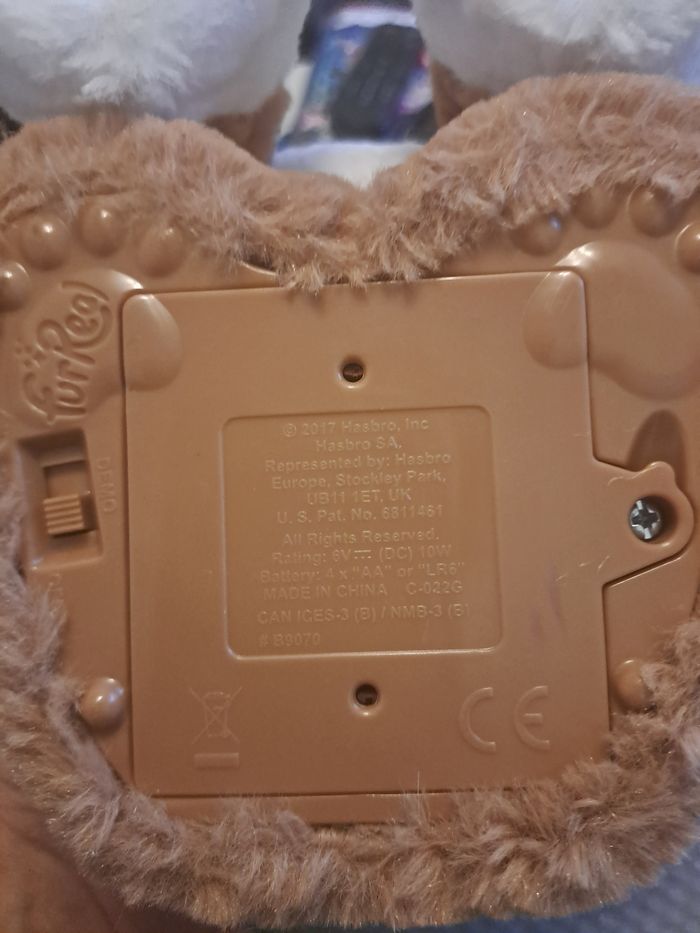 furReal
DEMO
© 2017 Hasbro, Inc
Hasbro SA.
Represented by: Hasbro
Europe, Stockley Park,
UB11 1ET, UK
U. S. Pat. No. 6811461
All Rights Reserved.
Rating: 6V (DC) 10W
Battery: 4 x "AA" or "LR6"
MADE IN CHINA C-022G
CAN ICES-3 (B) / NMB-3 (B)
# B9070
CE